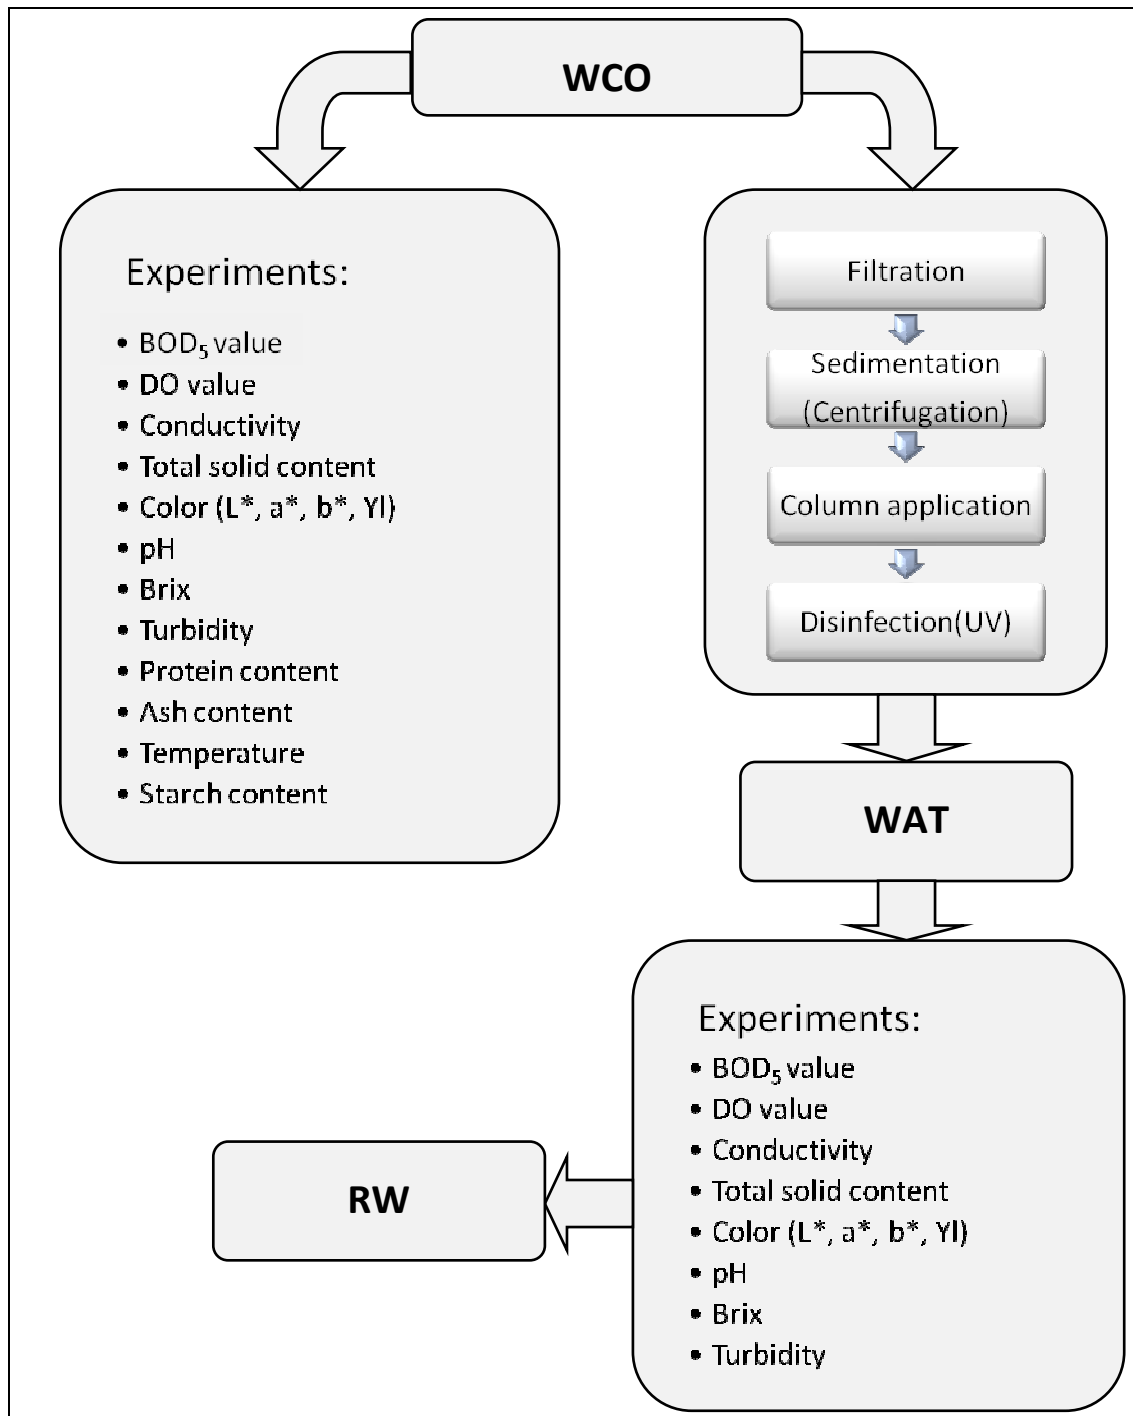 WCO
Experiments:
• BOD₅ value
• DO value
• Conductivity
• Total solid content
• Color (L*, a*, b*, YI)
• pH
• Brix
• Turbidity
• Protein content
• Ash content
• Temperature
• Starch content
Filtration
Sedimentation
(Centrifugation)
Column application
Disinfection(UV)
WAT
Experiments:
• BOD₅ value
• DO value
• Conductivity
• Total solid content
• Color (L*, a*, b*, YI)
• pH
• Brix
• Turbidity
RW